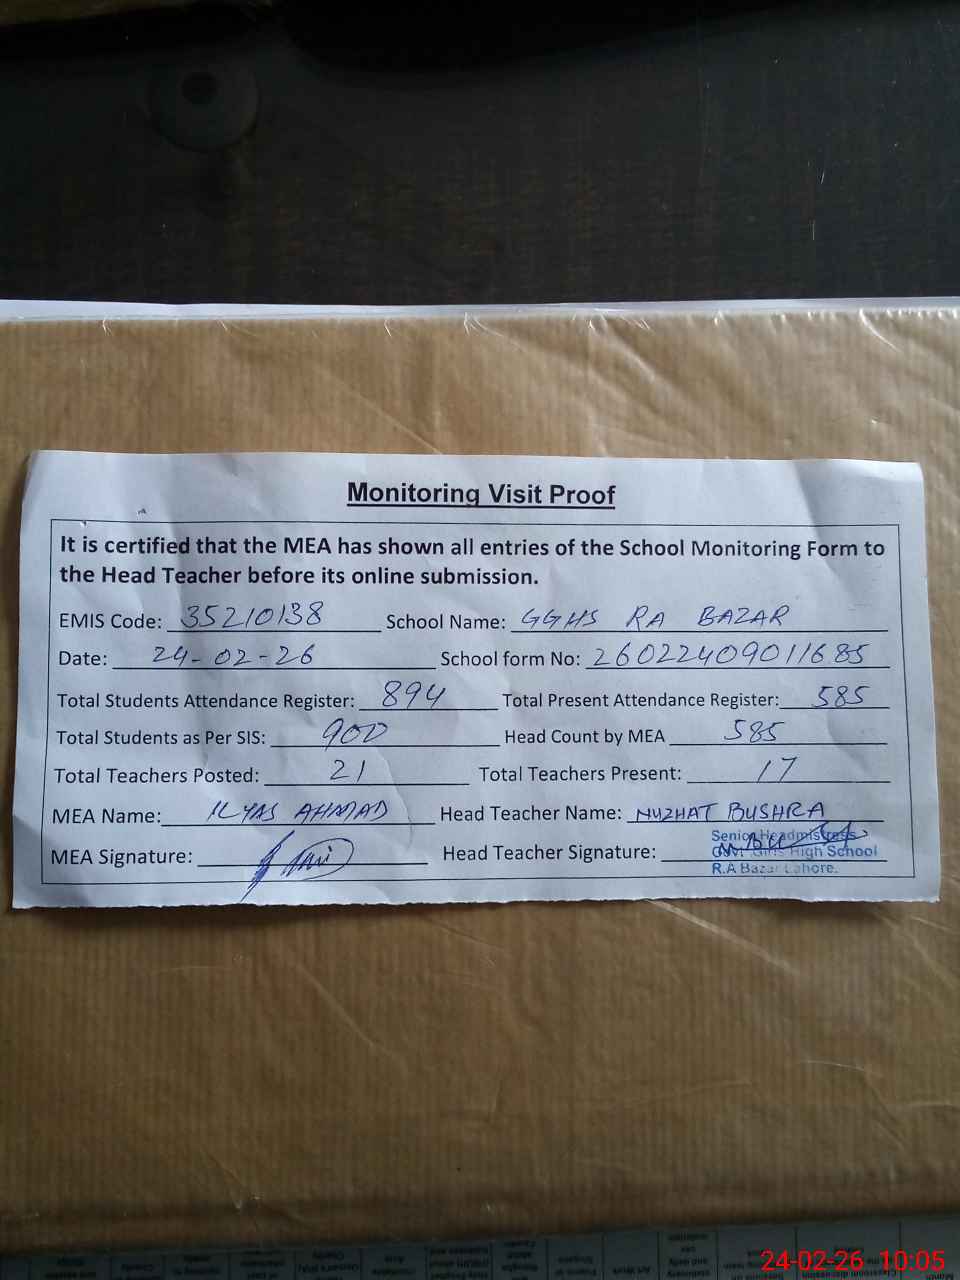 Monitoring Visit Proof
It is certified that the MEA has shown all entries of the School Monitoring Form to
the Head Teacher before its online submission.
EMIS Code: 35210138 School Name: GGHS RA BAZAR
Date: 24-02-26 School form No: 26022409011685
Total Students Attendance Register: 894 Total Present Attendance Register: 585
Total Students as Per SIS: 900 Head Count by MEA 585
Total Teachers Posted: 21 Total Teachers Present: 17
MEA Name: ILYAS AHMAD Head Teacher Name: NUZHAT BUSHRA
MEA Signature: Head Teacher Signature:
Senior Headmistress
Govt. Girls High School
R.A Bazar Lahore.
24-02-26 10:05